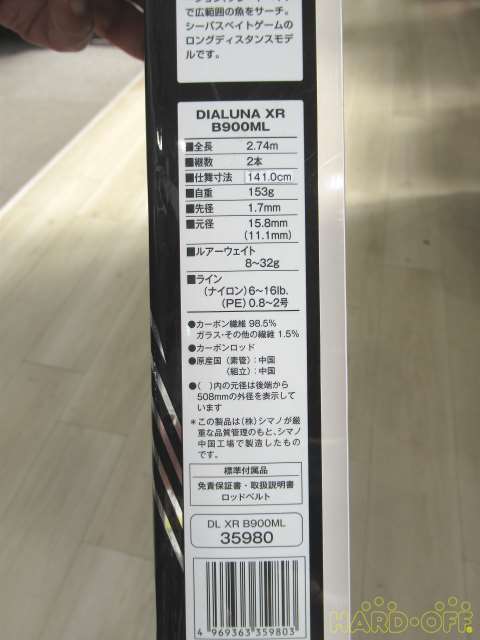 で広範囲の魚をサーチ。
シーバスベイトゲームの
ロングディスタンスモデ
ルです。
DIALUNA XR
B900ML
■全長 2.74m
■継数 2本
■仕舞寸法 141.0cm
■自重 153g
■先径 1.7mm
■元径 15.8mm
(11.1mm)
■ルアーウェイト
8~32g
■ライン
(ナイロン)6~16lb.
(PE)0.8~2号
●カーボン繊維 98.5%
ガラス・その他の繊維 1.5%
●カーボンロッド
●原産国(素管):中国
(組立):中国
●( )内の元径は後端から
508mmの外径を表示して
います
*この製品は(株)シマノが厳
重な品質管理のもと、シマノ
中国工場で製造したもの
です。
標準付属品
免責保証書・取扱説明書
ロッドベルト
DL XR B900ML
35980
4 969363 359803
HARD-OFF